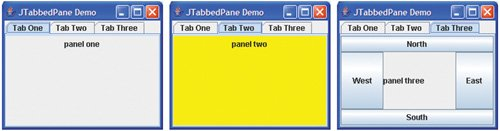 JTabbedPane Demo
Tab One Tab Two Tab Three
panel one
JTabbedPane Demo
Tab One Tab Two Tab Three
panel two
JTabbedPane Demo
Tab One Tab Two Tab Three
North
West panel three East
South